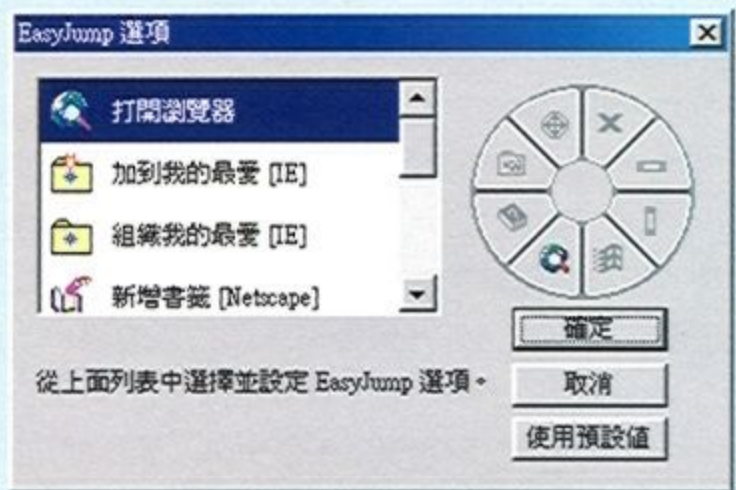 EasyJump 選項
打開瀏覽器
加到我的最愛 [IE]
組織我的最愛 [IE]
新增書籤 [Netscape]
從上面列表中選擇並設定 EasyJump 選項。
確定
取消
使用預設值